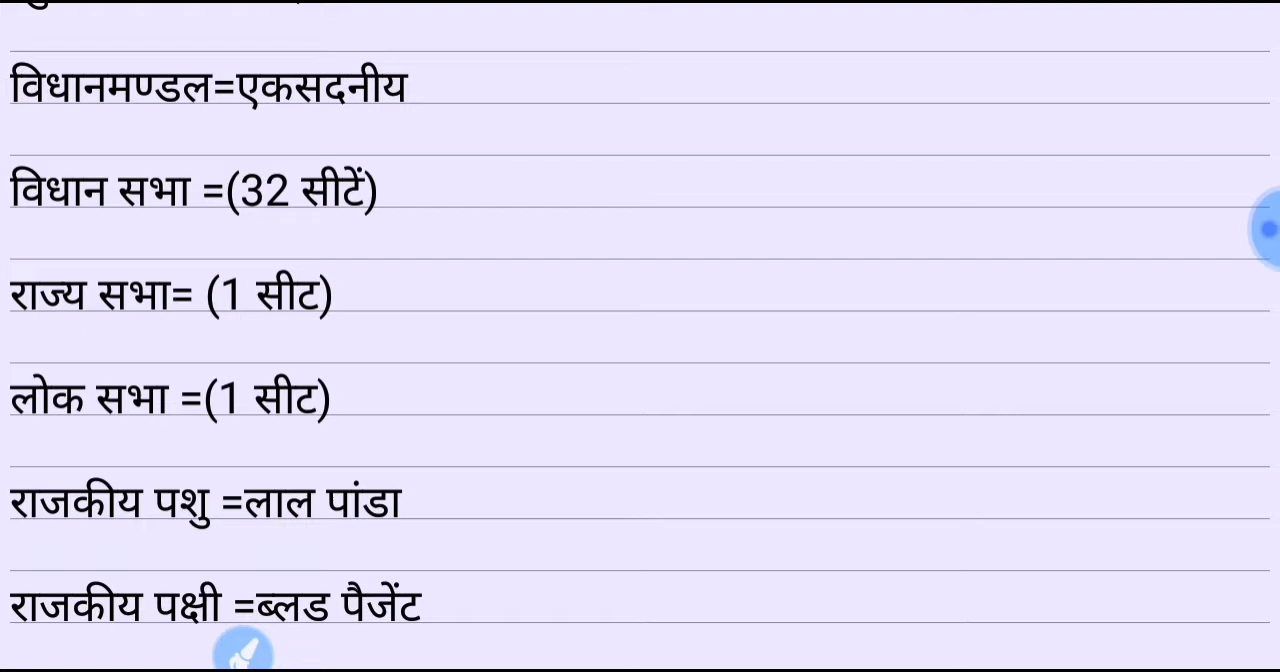 विधानमण्डल=एकसदनीय
विधान सभा =(32 सीटें)
राज्य सभा= (1 सीट)
लोक सभा =(1 सीट)
राजकीय पशु =लाल पांडा
राजकीय पक्षी =ब्लड पैजेंट